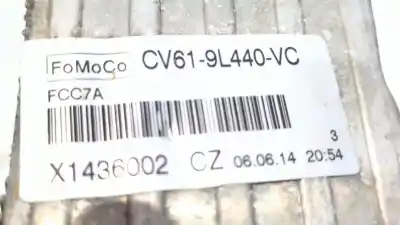 FoMoCo CV61-9L440-VC
FCC7A
3
X1436002 CZ 06.06.14 20:54